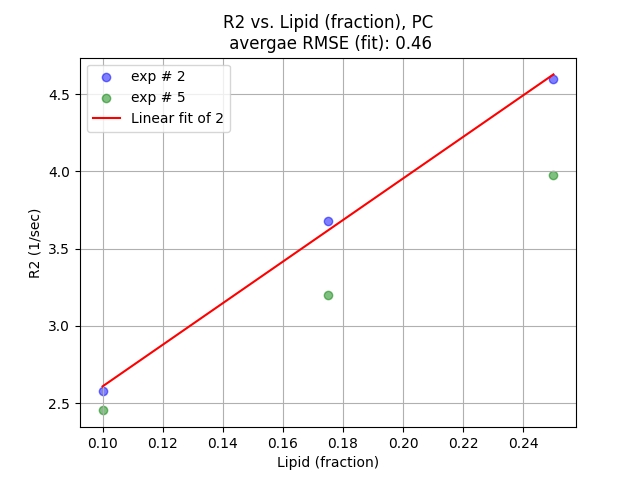 R2 vs. Lipid (fraction), PC
avergae RMSE (fit): 0.46
exp # 2
exp # 5
Linear fit of 2
R2 (1/sec)
4.5
4.0
3.5
3.0
2.5
0.10 0.12 0.14 0.16 0.18 0.20 0.22 0.24
Lipid (fraction)